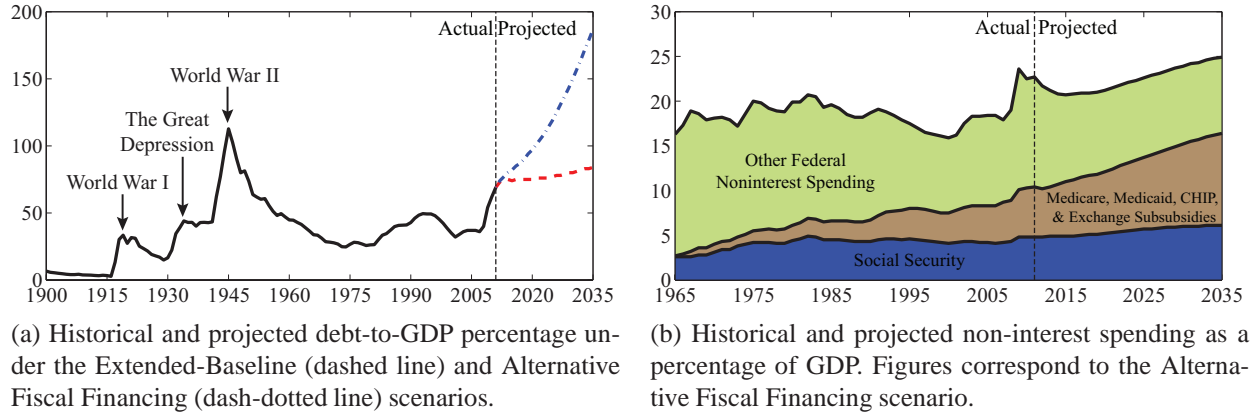 200
150
100
50
0
1900
1915
1930
1945
1960
1975
1990
2005
2020
2035
Actual
Projected
World War II
The Great
Depression
World War I
(a) Historical and projected debt-to-GDP percentage un-
der the Extended-Baseline (dashed line) and Alternative
Fiscal Financing (dash-dotted line) scenarios.
30
25
20
15
10
5
0
1965
1975
1985
1995
2005
2015
2025
2035
Actual
Projected
Other Federal
Noninterest Spending
Medicare, Medicaid, CHIP,
& Exchange Subsubsidies
Social Security
(b) Historical and projected non-interest spending as a
percentage of GDP. Figures correspond to the Alterna-
tive Fiscal Financing scenario.